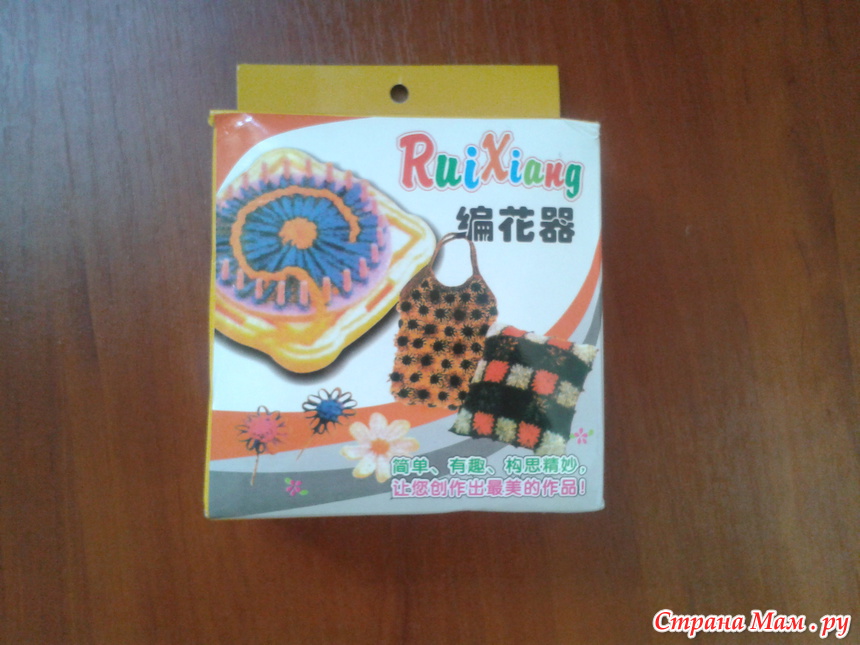 RuiXiang
编花器
简单、有趣、构思精妙,
让您创作出最美的作品!
Страна Мам.ру